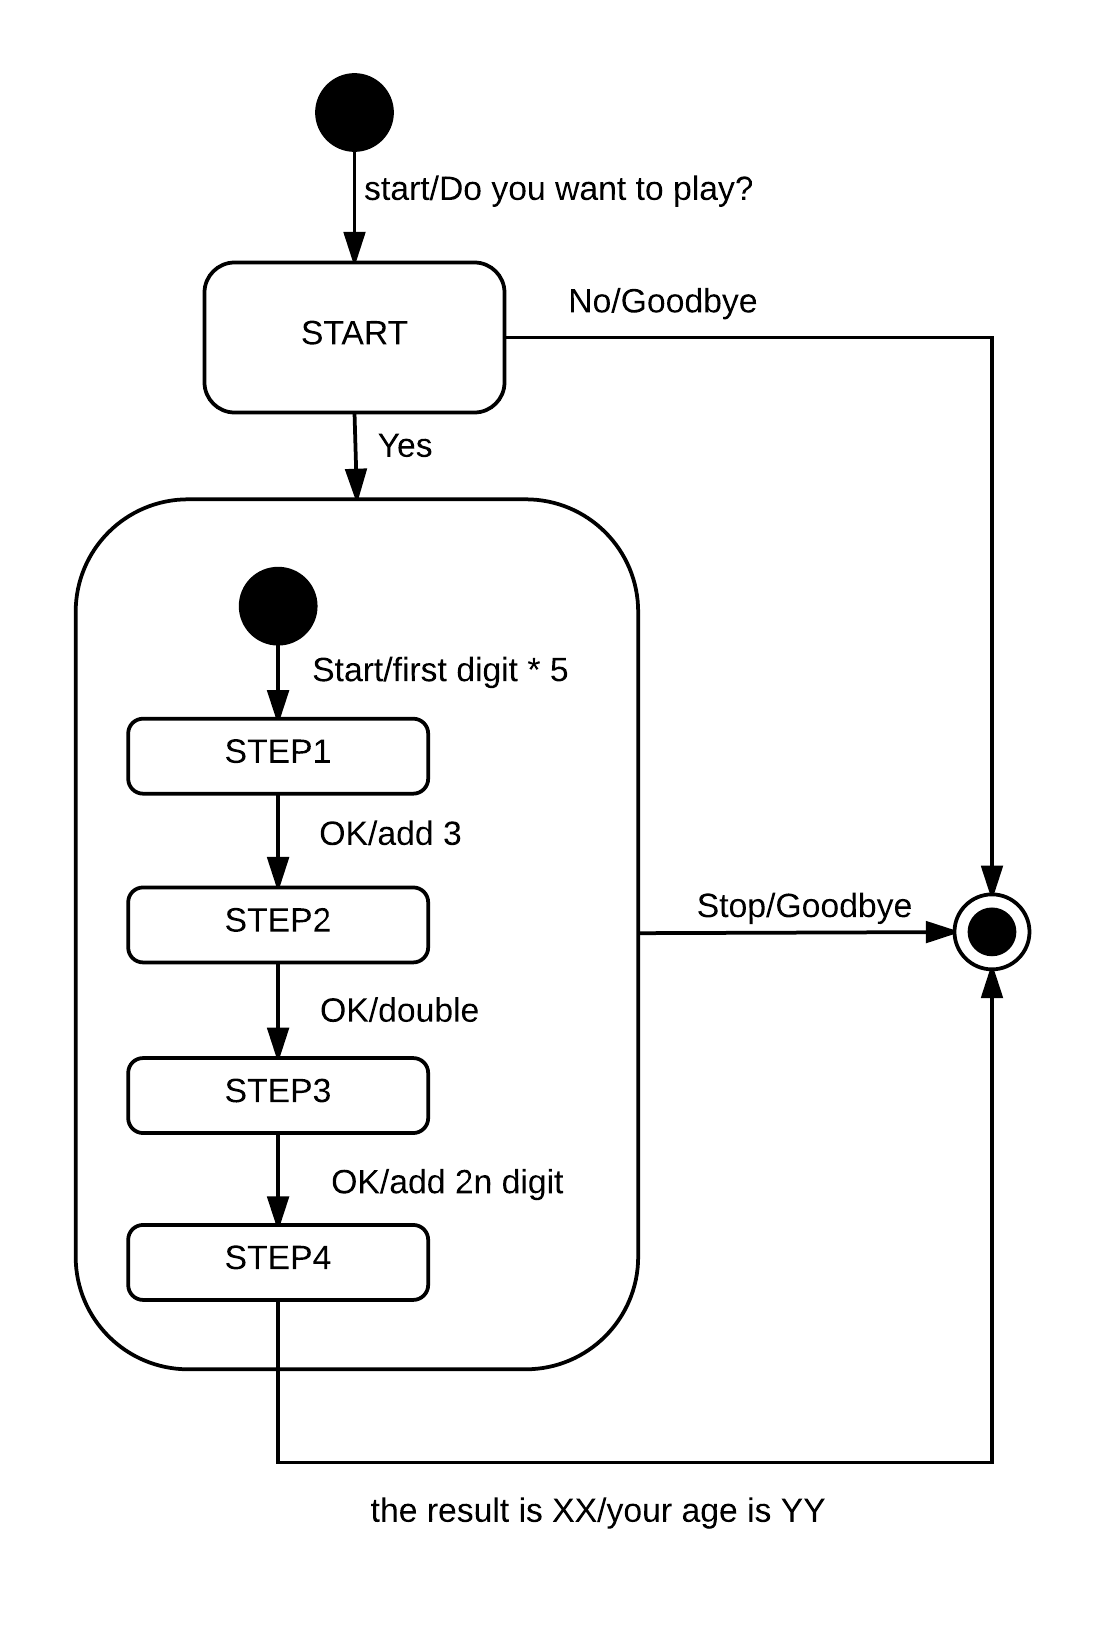 start/Do you want to play?
No/Goodbye
START
Yes
Start/first digit * 5
STEP1
OK/add 3
Stop/Goodbye
STEP2
OK/double
STEP3
OK/add 2n digit
STEP4
the result is XX/your age is YY